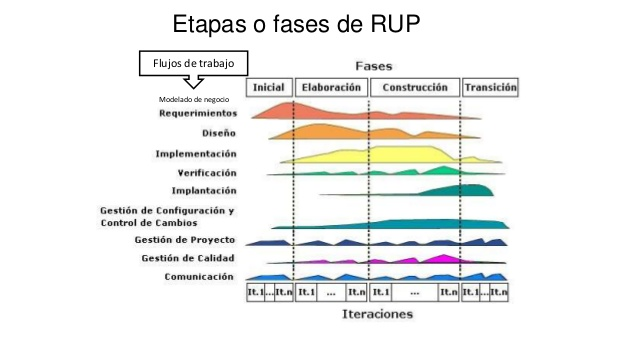 Etapas o fases de RUP
Flujos de trabajo
Fases
Inicial Elaboración Construcción Transición
Modelado de negocio
Requerimientos
Diseño
Implementación
Verificación
Implantación
Gestión de Configuración y
Control de Cambios
Gestión de Proyecto
Gestión de Calidad
Comunicación
It.1 ... It.n It.1 ... It.n It.1 ... It.n It.1 ... It.n
Iteraciones